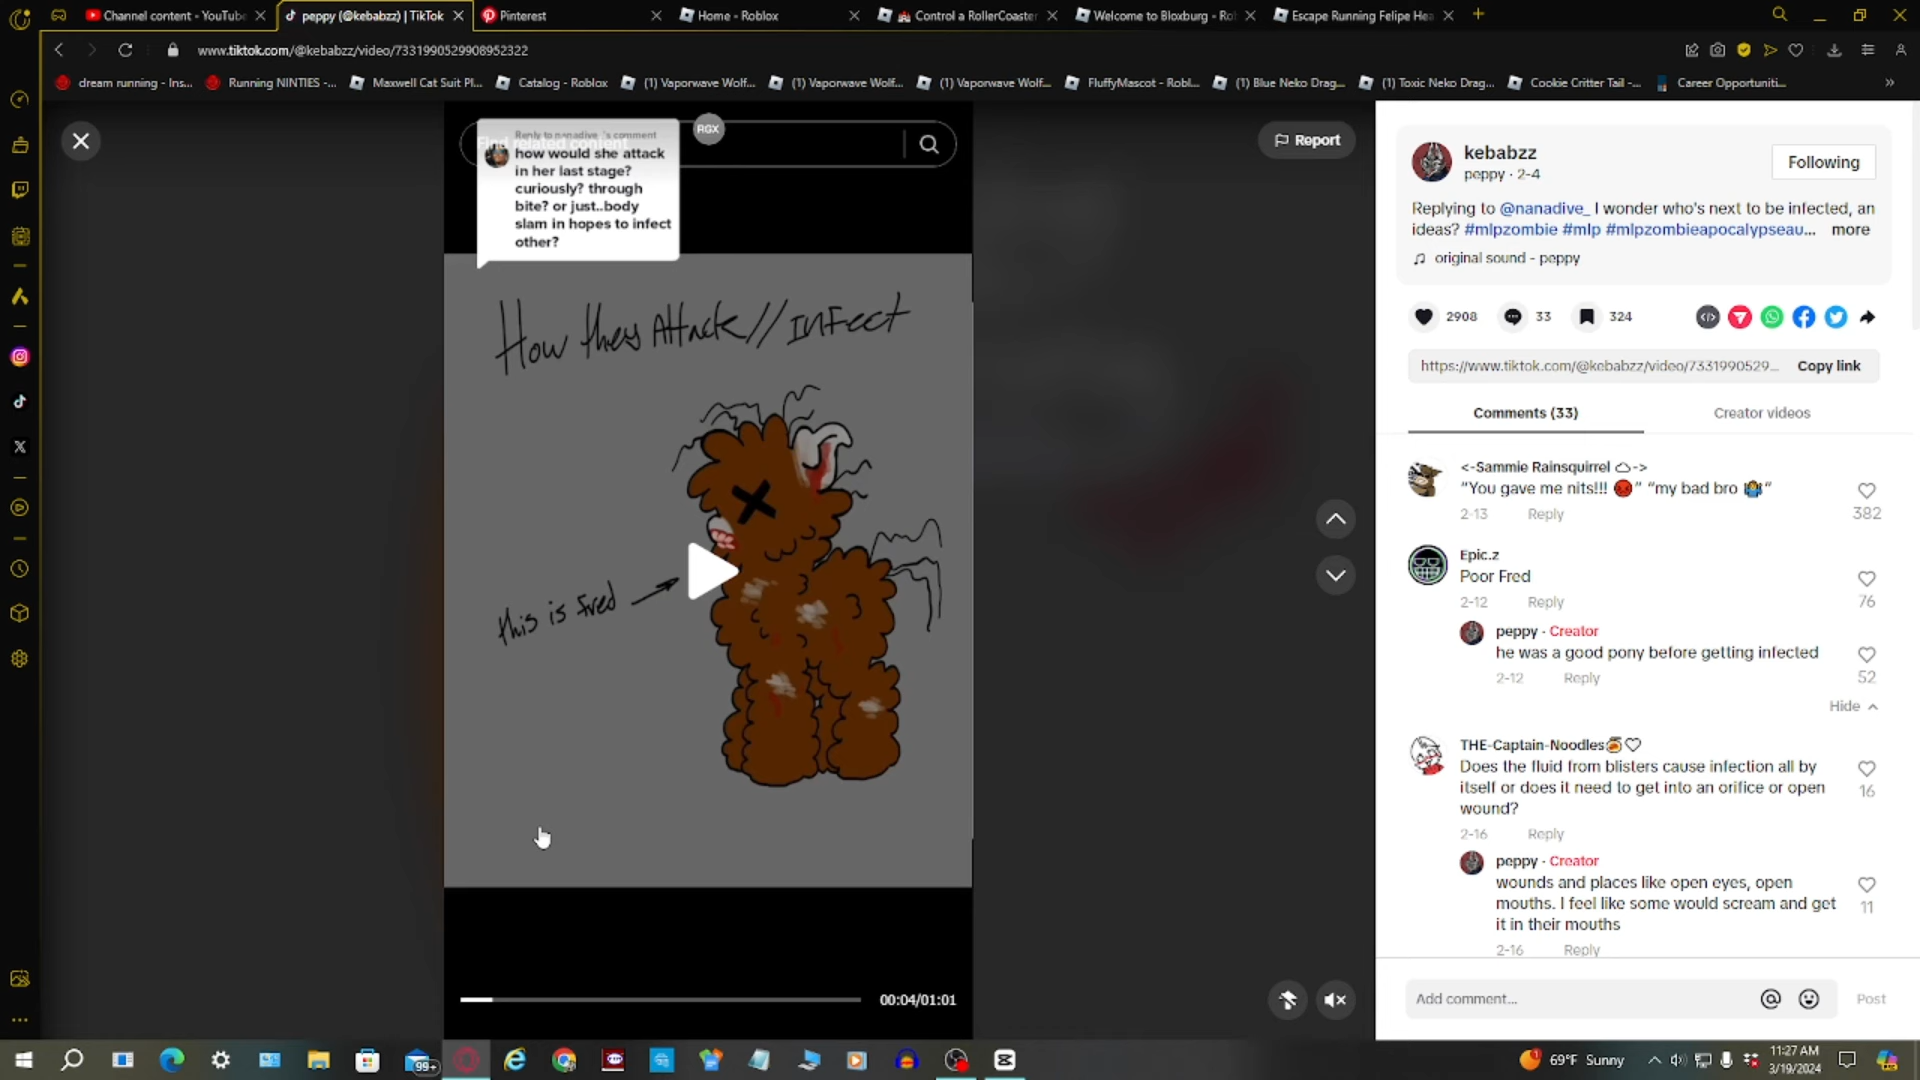 Channel content - YouTube
peppy (@kebabzz) | TikTok
Pinterest
Home - Roblox
Control a RollerCoaster
Welcome to Bloxburg - Ro
Escape Running Felipe Hea
www.tiktok.com/@kebabzz/video/7331990529908952322
dream running - Ins...
Running NINTIES -...
Maxwell Cat Suit Pl...
Catalog - Roblox
(1) Vaporwave Wolf...
(1) Vaporwave Wolf...
(1) Vaporwave Wolf...
FluffyMascot - Robl...
(1) Blue Neko Drag...
(1) Toxic Neko Drag...
Cookie Critter Tail -...
Career Opportuniti...
Find related content
Reply to nanadive_'s comment
how would she attack
in her last stage?
curiously? through
bite? or just..body
slam in hopes to infect
other?
RGX
Report
How they Attack // Infect
this is fred
00:04/01:01
kebabzz
peppy · 2-4
Following
Replying to @nanadive_ I wonder who's next to be infected, an
ideas? #mlpzombie #mlp #mlpzombieapocalypseau... more
original sound - peppy
2908
33
324
https://www.tiktok.com/@kebabzz/video/7331990529...
Copy link
Comments (33)
Creator videos
<-Sammie Rainsquirrel ☁->
"You gave me nits!!! 😡" "my bad bro 🤷"
2-13 Reply
382
Epic.z
Poor Fred
2-12 Reply
76
peppy · Creator
he was a good pony before getting infected
2-12 Reply
52
Hide
THE-Captain-Noodles🍝♡
Does the fluid from blisters cause infection all by
itself or does it need to get into an orifice or open
wound?
2-16 Reply
16
peppy · Creator
wounds and places like open eyes, open
mouths. I feel like some would scream and get
it in their mouths
2-16 Reply
11
Add comment...
Post
99+
69°F Sunny
11:27 AM
3/19/2024